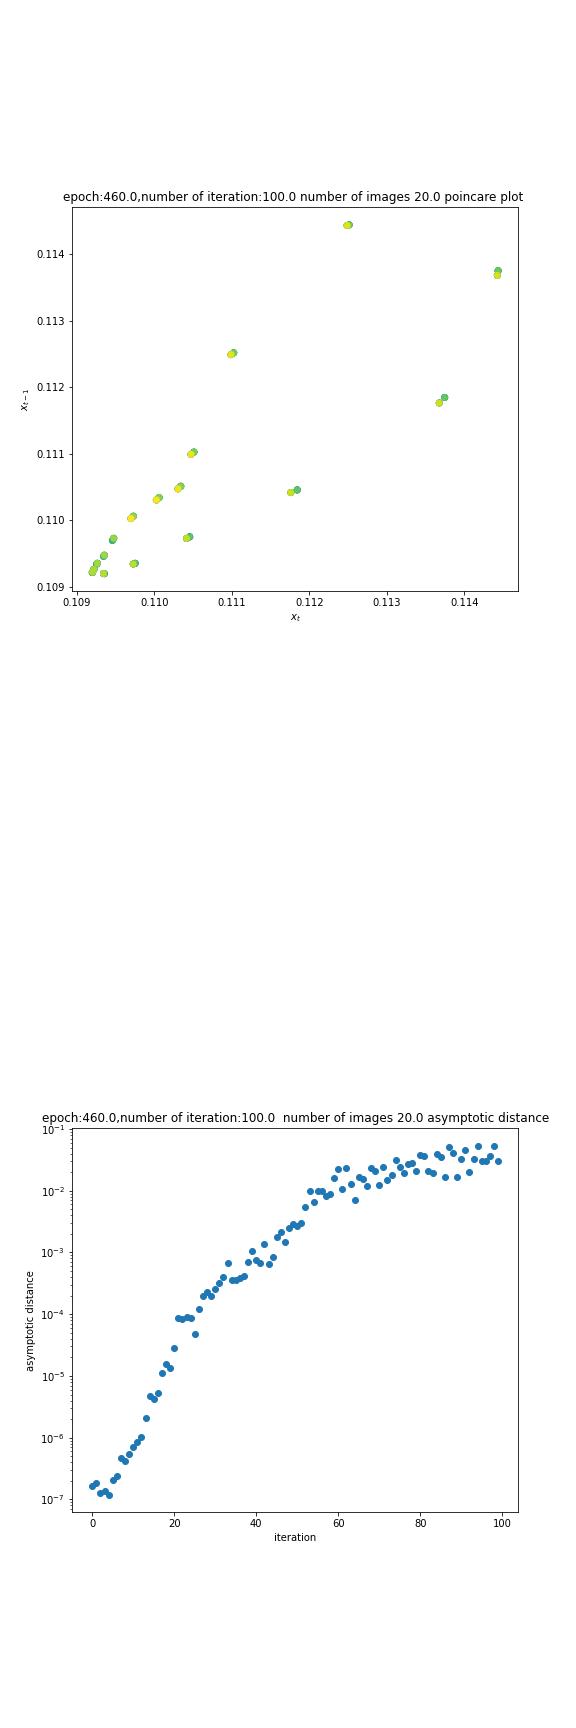 epoch:460.0,number of iteration:100.0 number of images 20.0 poincare plot
0.114
0.113
0.112
0.111
0.110
0.109
x_{t-1}
0.109 0.110 0.111 0.112 0.113 0.114
x_t
epoch:460.0,number of iteration:100.0  number of images 20.0 asymptotic distance
10^{-1}
10^{-2}
10^{-3}
10^{-4}
10^{-5}
10^{-6}
10^{-7}
asymptotic distance
0 20 40 60 80 100
iteration